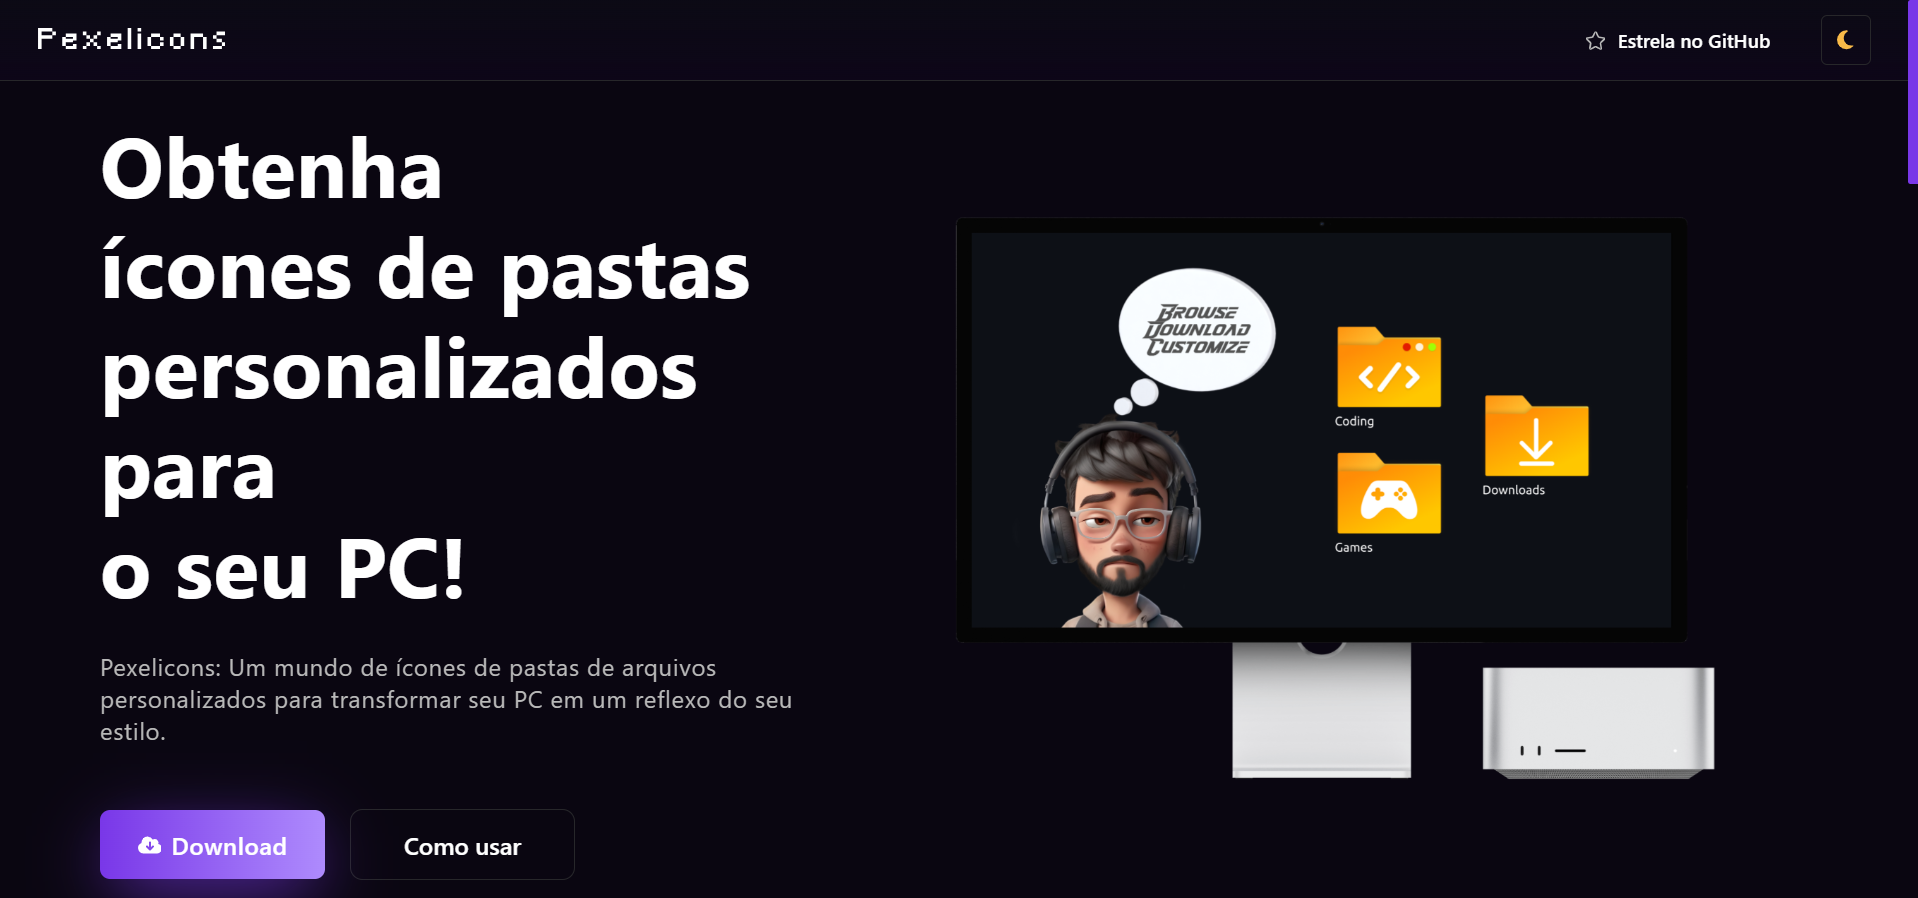 Pexelicons
Estrela no GitHub
Obtenha
ícones de pastas
personalizados
para
o seu PC!
Pexelicons: Um mundo de ícones de pastas de arquivos
personalizados para transformar seu PC em um reflexo do seu
estilo.
Download
Como usar
BROWSE
DOWNLOAD
CUSTOMIZE
</>
Coding
Downloads
Games